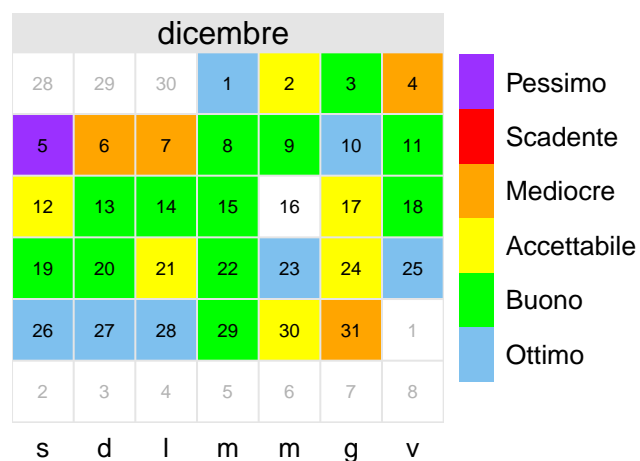 dicembre
28 29 30 1 2 3 4
5 6 7 8 9 10 11
12 13 14 15 16 17 18
19 20 21 22 23 24 25
26 27 28 29 30 31 1
2 3 4 5 6 7 8
s d l m m g v
Pessimo
Scadente
Mediocre
Accettabile
Buono
Ottimo